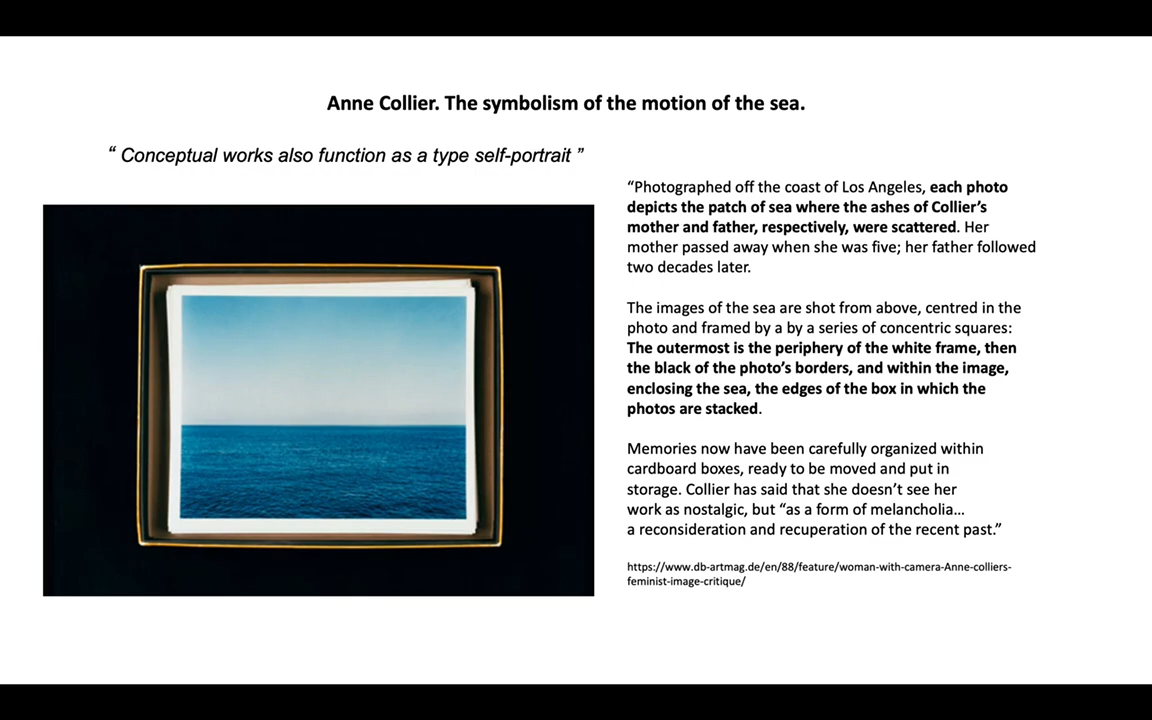 Anne Collier. The symbolism of the motion of the sea.
“ Conceptual works also function as a type self-portrait ”
“Photographed off the coast of Los Angeles, each photo
depicts the patch of sea where the ashes of Collier’s
mother and father, respectively, were scattered. Her
mother passed away when she was five; her father followed
two decades later.
The images of the sea are shot from above, centred in the
photo and framed by a by a series of concentric squares:
The outermost is the periphery of the white frame, then
the black of the photo’s borders, and within the image,
enclosing the sea, the edges of the box in which the
photos are stacked.
Memories now have been carefully organized within
cardboard boxes, ready to be moved and put in
storage. Collier has said that she doesn’t see her
work as nostalgic, but “as a form of melancholia…
a reconsideration and recuperation of the recent past.”
https://www.db-artmag.de/en/88/feature/woman-with-camera-Anne-colliers-
feminist-image-critique/